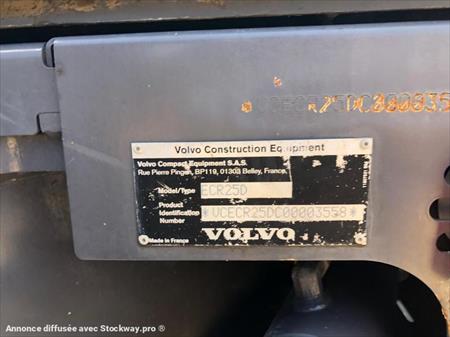 VCECR25DC000035
Volvo Construction Equipment
Volvo Compact Equipment S.A.S.
Rue Pierre Pingon, BP119, 01303 Belley, France.
Model/Type ECR25D
Product
Identification *VCECR25DC00003558*
Number
VOLVO
Made in France
Annonce diffusée avec Stockway.pro ®